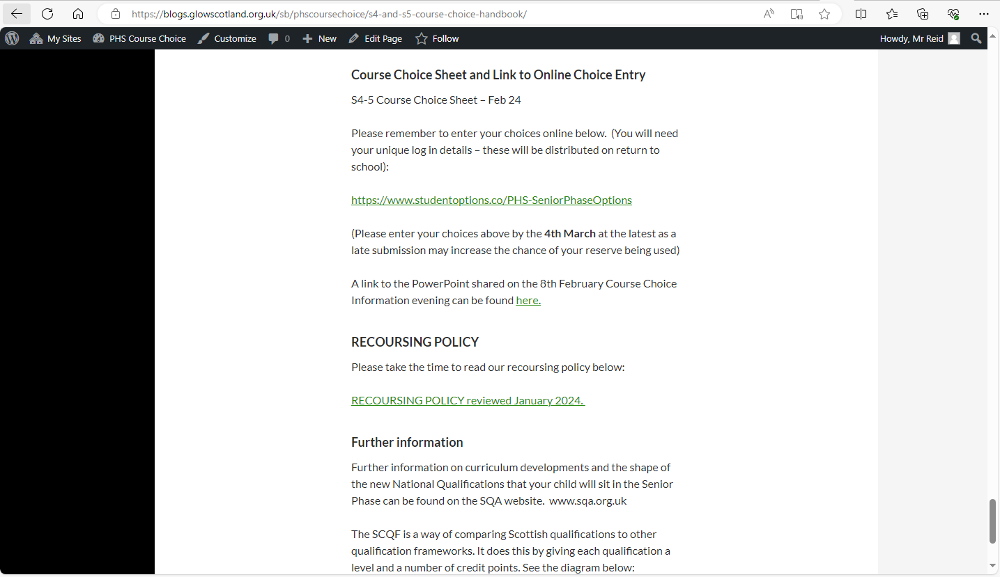 https://blogs.glowscotland.org.uk/sb/phscoursechoice/s4-and-s5-course-choice-handbook/
My Sites PHS Course Choice Customize 0 New Edit Page Follow Howdy, Mr Reid
Course Choice Sheet and Link to Online Choice Entry
S4-5 Course Choice Sheet – Feb 24
Please remember to enter your choices online below.  (You will need
your unique log in details – these will be distributed on return to
school):
https://www.studentoptions.co/PHS-SeniorPhaseOptions
(Please enter your choices above by the 4th March at the latest as a
late submission may increase the chance of your reserve being used)
A link to the PowerPoint shared on the 8th February Course Choice
Information evening can be found here.
RECOURSING POLICY
Please take the time to read our recoursing policy below:
RECOURSING POLICY reviewed January 2024.
Further information
Further information on curriculum developments and the shape of
the new National Qualifications that your child will sit in the Senior
Phase can be found on the SQA website.  www.sqa.org.uk
The SCQF is a way of comparing Scottish qualifications to other
qualification frameworks. It does this by giving each qualification a
level and a number of credit points. See the diagram below: